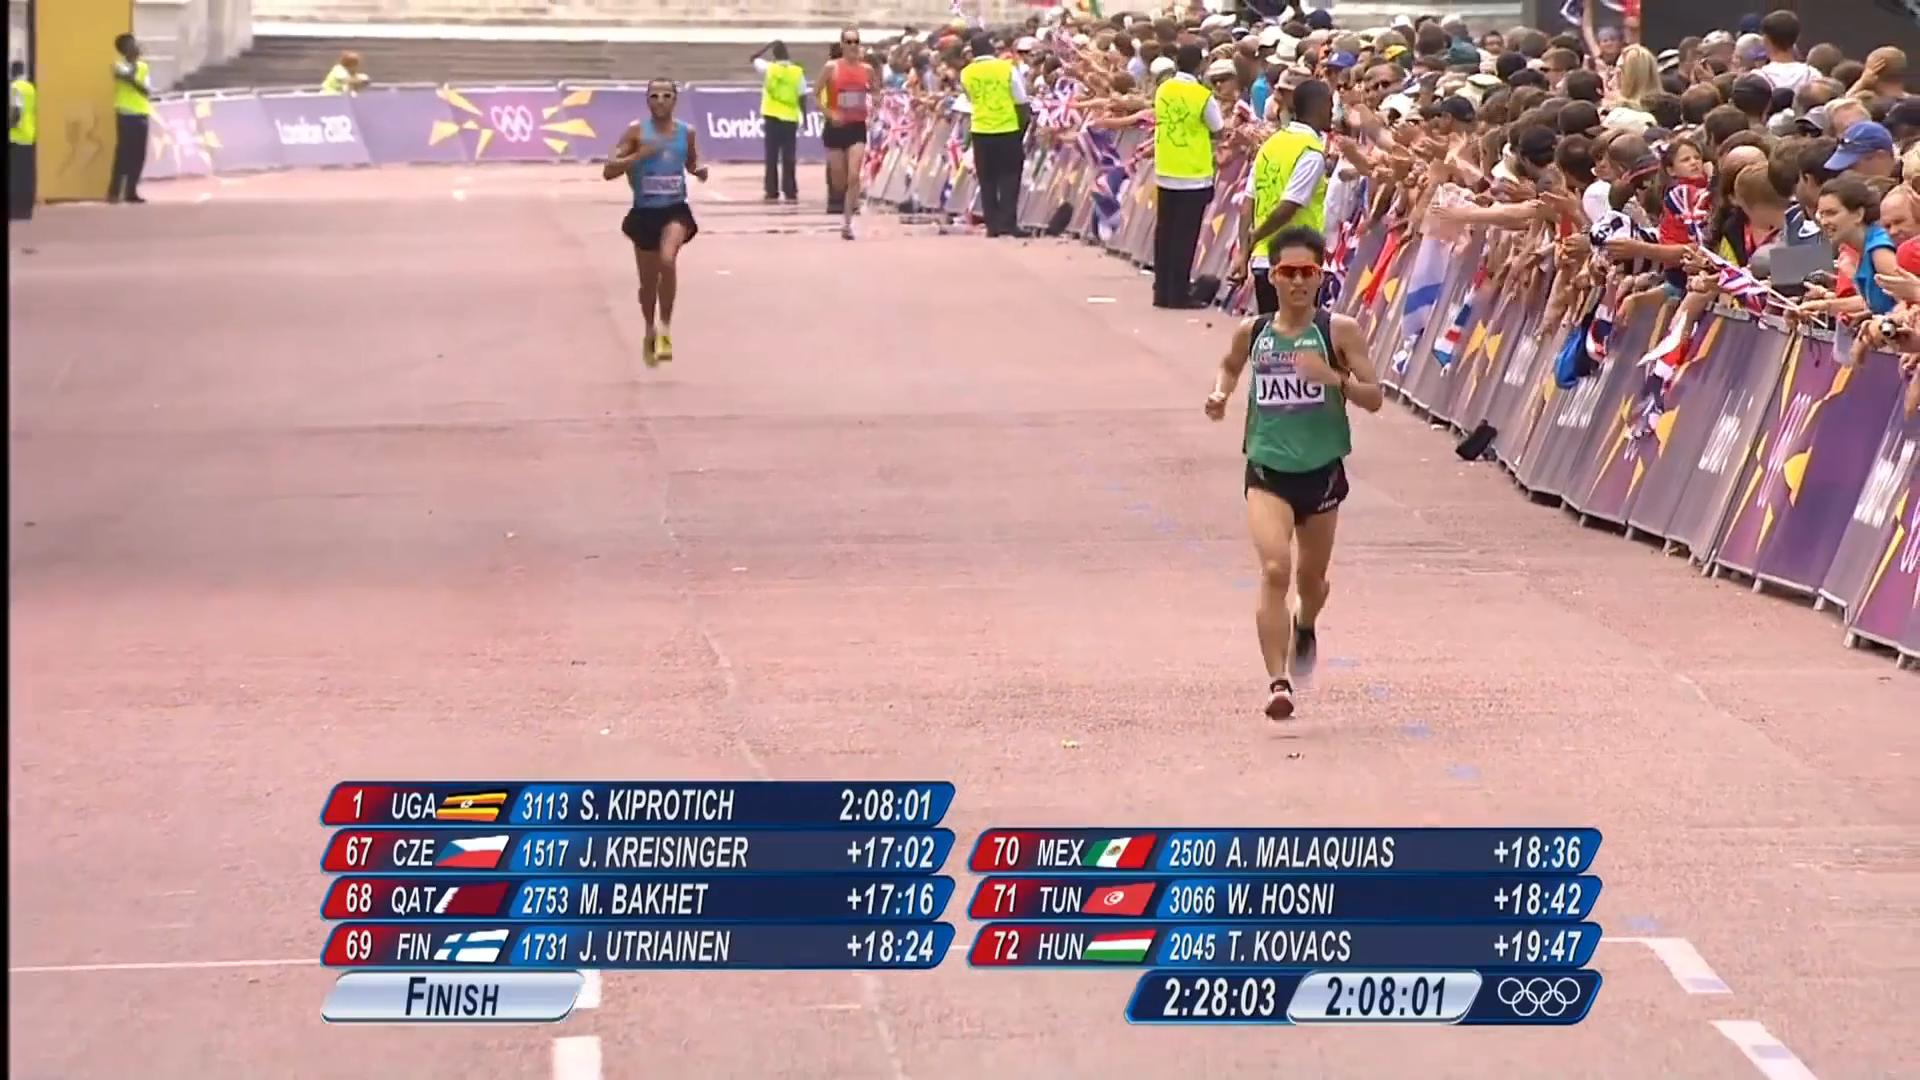 London 2012
JANG
1 UGA 3113 S. KIPROTICH 2:08:01
67 CZE 1517 J. KREISINGER +17:02
68 QAT 2753 M. BAKHET +17:16
69 FIN 1731 J. UTRIAINEN +18:24
70 MEX 2500 A. MALAQUIAS +18:36
71 TUN 3066 W. HOSNI +18:42
72 HUN 2045 T. KOVACS +19:47
FINISH
2:28:03 2:08:01